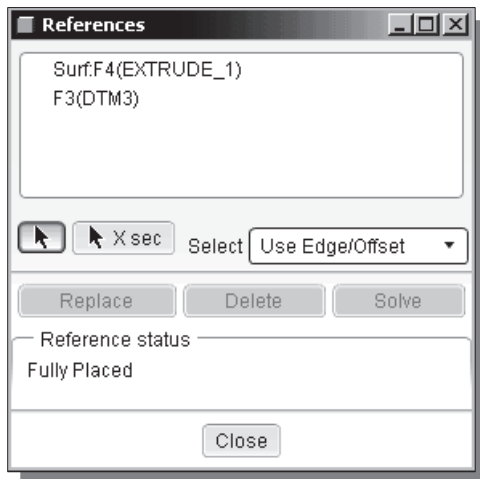 References
Surf:F4(EXTRUDE_1)
F3(DTM3)
X sec Select Use Edge/Offset
Replace Delete Solve
Reference status
Fully Placed
Close